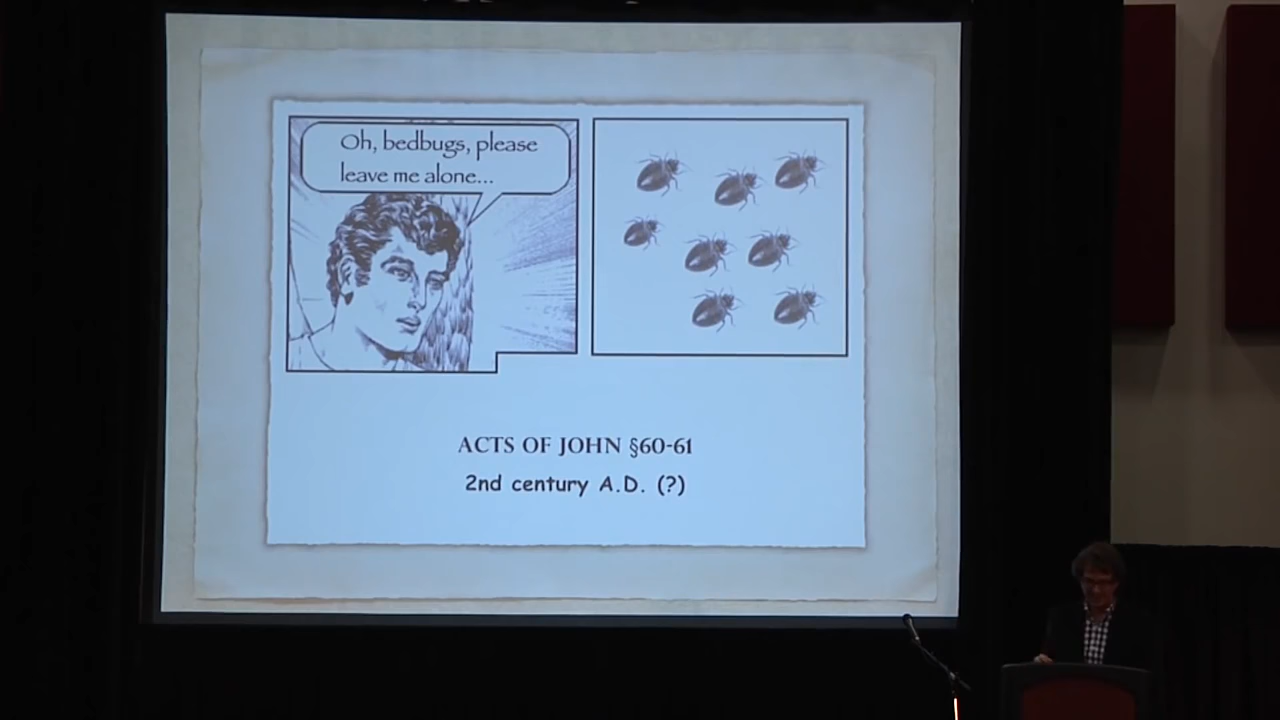 Oh, bedbugs, please
leave me alone...
ACTS OF JOHN §60-61
2nd century A.D. (?)